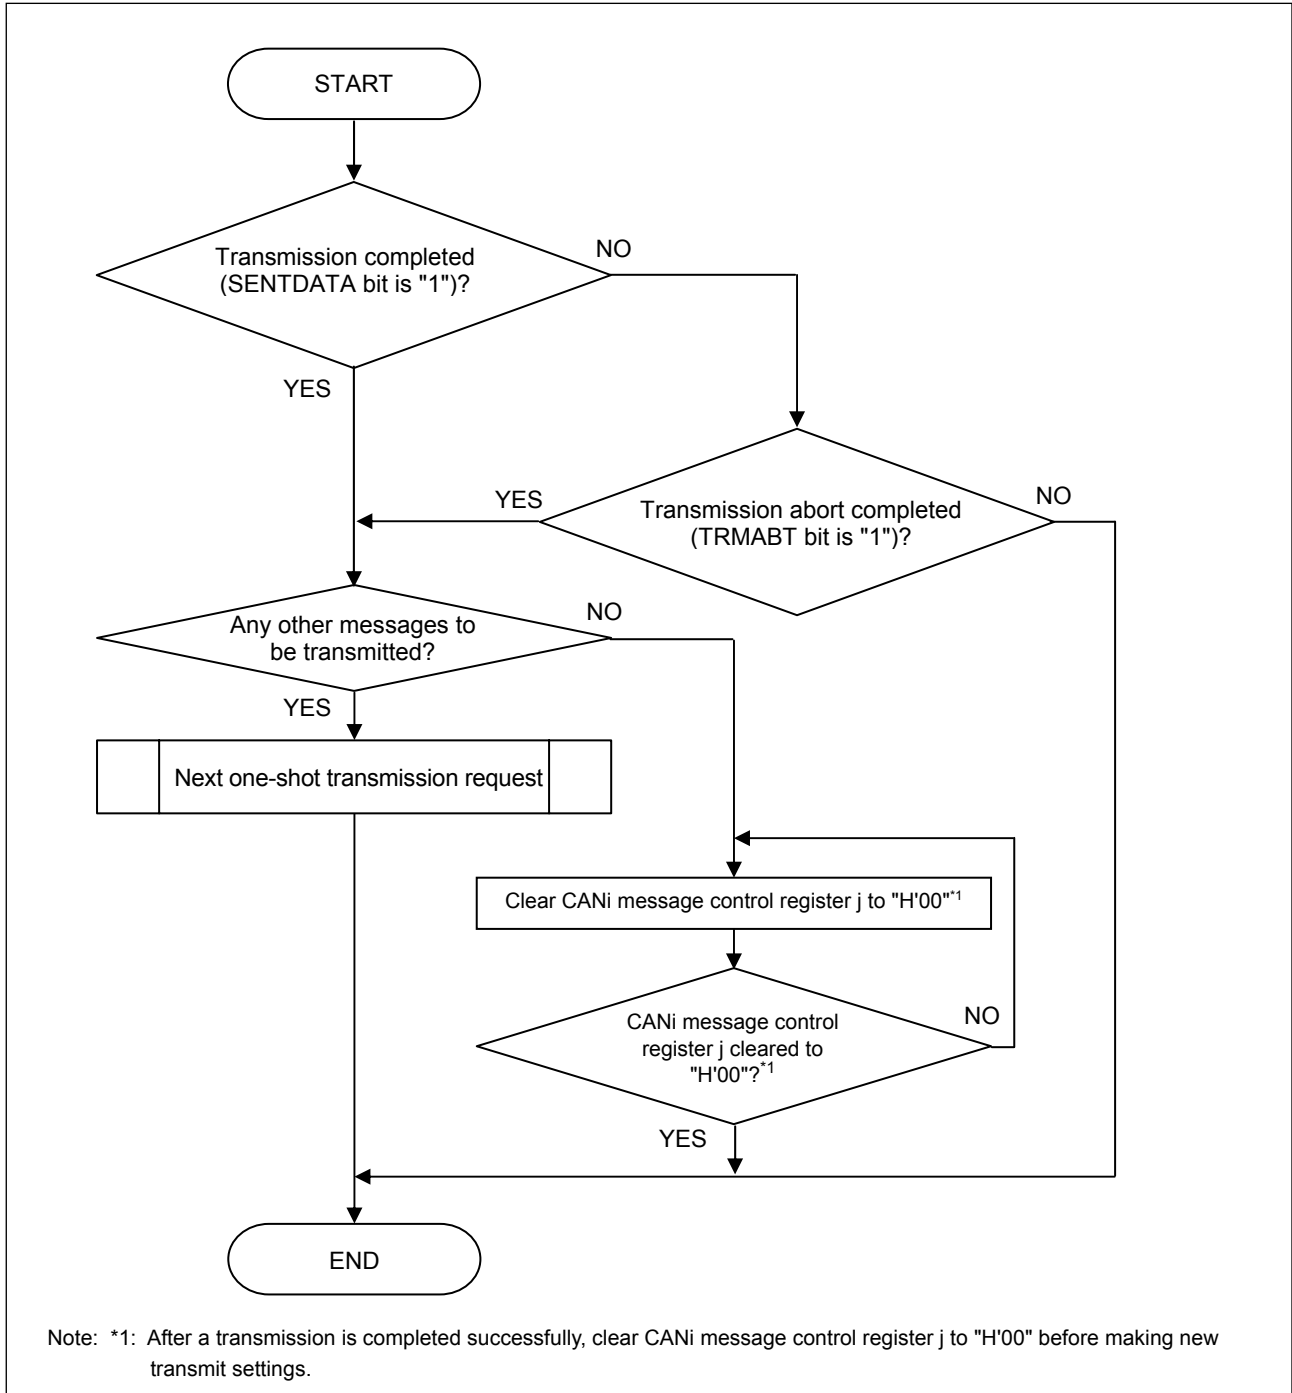 START
Transmission completed
(SENTDATA bit is "1")?
NO
YES
Transmission abort completed
(TRMABT bit is "1")?
YES
NO
Any other messages to
be transmitted?
NO
YES
Next one-shot transmission request
Clear CANi message control register j to "H'00"*1
CANi message control
register j cleared to
"H'00"?*1
NO
YES
END
Note: *1: After a transmission is completed successfully, clear CANi message control register j to "H'00" before making new
transmit settings.